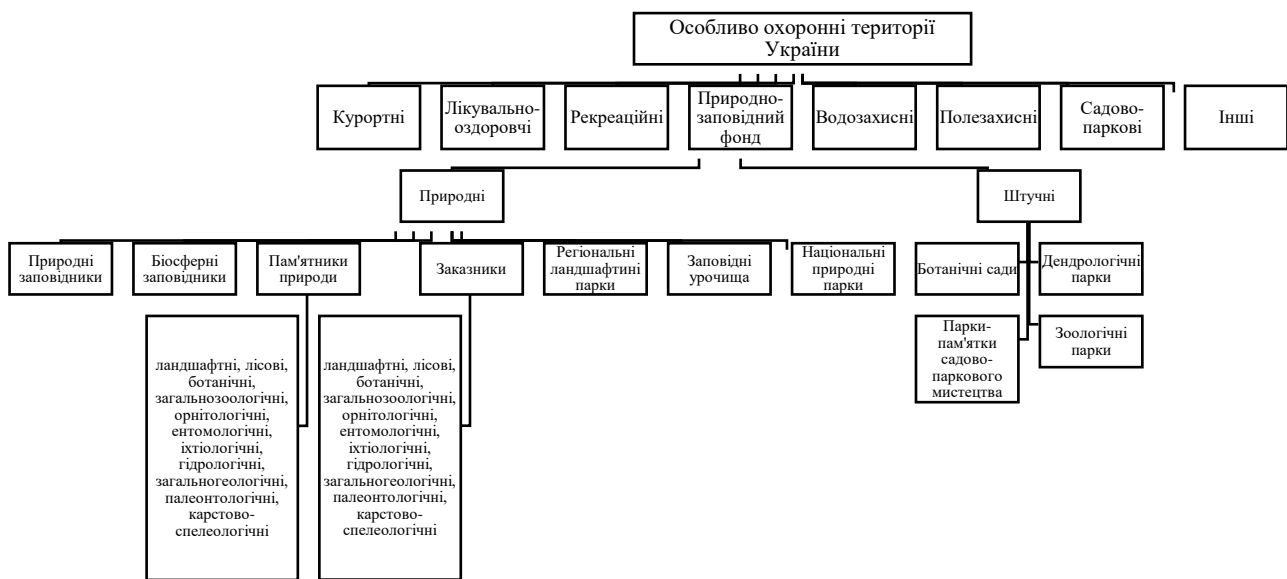 Особливо охоронні території
України
Курортні
Лікувально-
оздоровчі
Рекреаційні
Природно-
заповідний
фонд
Водозахисні
Полезахисні
Садово-
паркові
Інші
Природні
Штучні
Природні
заповідники
Біосферні
заповідники
Пам'ятники
природи
Заказники
Регіональні
ландшафтині
парки
Заповідні
урочища
Національні
природні
парки
Ботанічні сади
Дендрологічні
парки
Парки-
пам'ятки
садово-
паркового
мистецтва
Зоологічні
парки
ландшафтні, лісові,
ботанічні,
загальнозоологічні,
орнітологічні,
ентомологічні,
іхтіологічні,
гідрологічні,
загальногеологічні,
палеонтологічні,
карстово-
спелеологічні
ландшафтні, лісові,
ботанічні,
загальнозоологічні,
орнітологічні,
ентомологічні,
іхтіологічні,
гідрологічні,
загальногеологічні,
палеонтологічні,
карстово-
спелеологічні